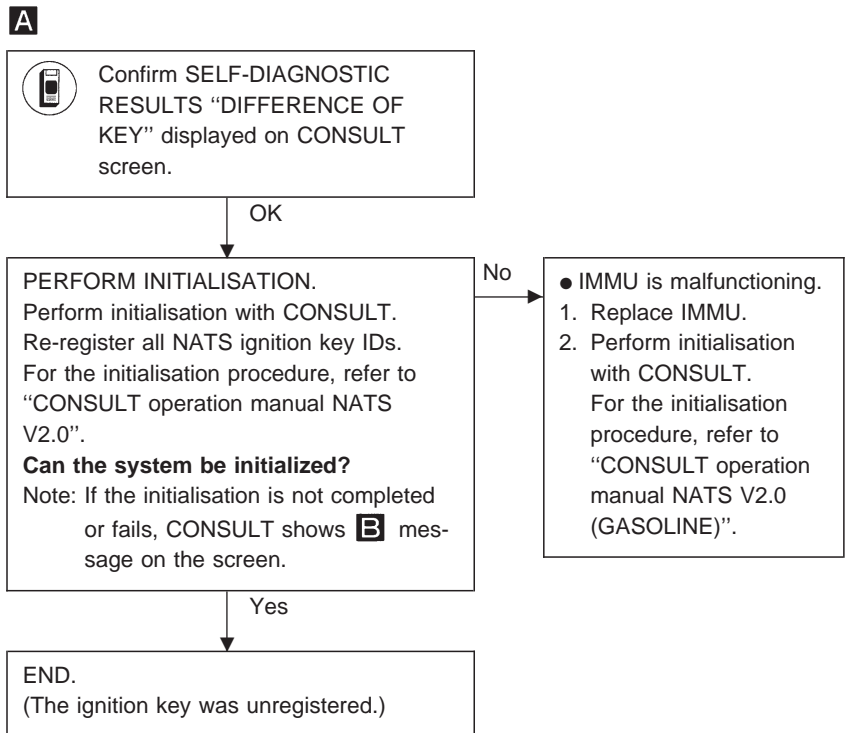 A
Confirm SELF-DIAGNOSTIC
RESULTS ‘‘DIFFERENCE OF
KEY’’ displayed on CONSULT
screen.
OK
PERFORM INITIALISATION.
Perform initialisation with CONSULT.
Re-register all NATS ignition key IDs.
For the initialisation procedure, refer to
‘‘CONSULT operation manual NATS
V2.0’’.
Can the system be initialized?
Note: If the initialisation is not completed
or fails, CONSULT shows B mes-
sage on the screen.
No
● IMMU is malfunctioning.
1. Replace IMMU.
2. Perform initialisation
with CONSULT.
For the initialisation
procedure, refer to
‘‘CONSULT operation
manual NATS V2.0
(GASOLINE)’’.
Yes
END.
(The ignition key was unregistered.)